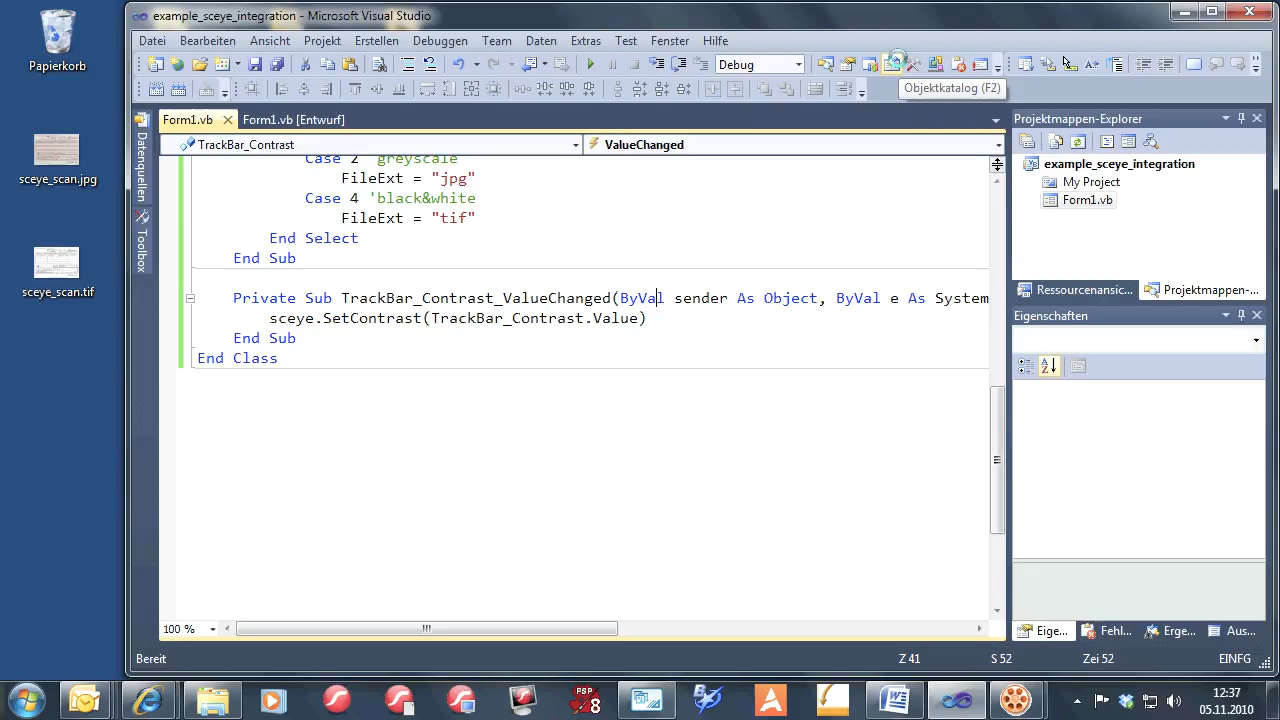 Papierkorb
sceye_scan.jpg
sceye_scan.tif
example_sceye_integration - Microsoft Visual Studio
Datei Bearbeiten Ansicht Projekt Erstellen Debuggen Team Daten Extras Test Fenster Hilfe
Debug
Objektkatalog (F2)
Form1.vb Form1.vb [Entwurf]
TrackBar_Contrast ValueChanged
Datenquellen
Toolbox
Case 2 'greyscale
FileExt = "jpg"
Case 4 'black&white
FileExt = "tif"
End Select
End Sub
Private Sub TrackBar_Contrast_ValueChanged(ByVal sender As Object, ByVal e As System
sceye.SetContrast(TrackBar_Contrast.Value)
End Sub
End Class
100 %
Projektmappen-Explorer
example_sceye_integration
My Project
Form1.vb
Ressourcenansic... Projektmappen-...
Eigenschaften
Eige... Fehl... Erge... Aus...
Bereit Z 41 S 52 Zei 52 EINFG
PSP 8
12:37
05.11.2010